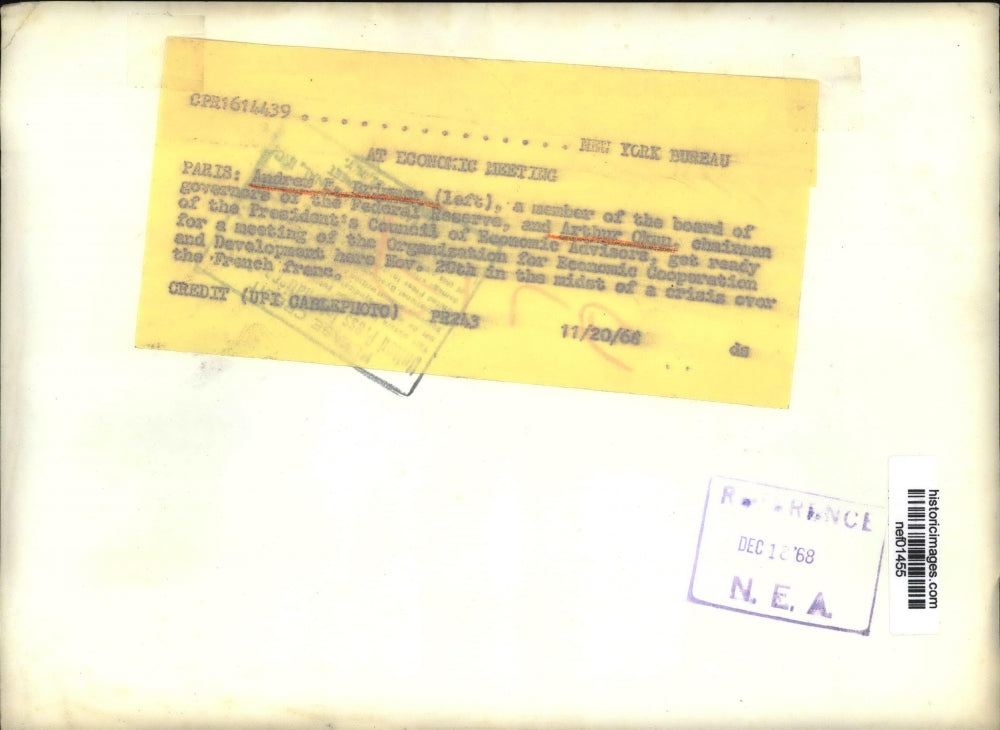 CPR1614439 . . . . . . . . . . . . . . . NEW YORK BUREAU
AT ECONOMIC MEETING
PARIS: Andrew F. Brimmer (left), a member of the board of
governors of the Federal Reserve, and Arthur Okun, chairman
of the President's Council of Economic Advisors, get ready
for a meeting of the Organization for Economic Cooperation
and Development here Nov. 20th in the midst of a crisis over
the French franc.
CREDIT (UPI CABLEPHOTO) PR243 11/20/68 ds
REFERENCE
DEC '68
N. E. A.
historicimages.com
nef01455